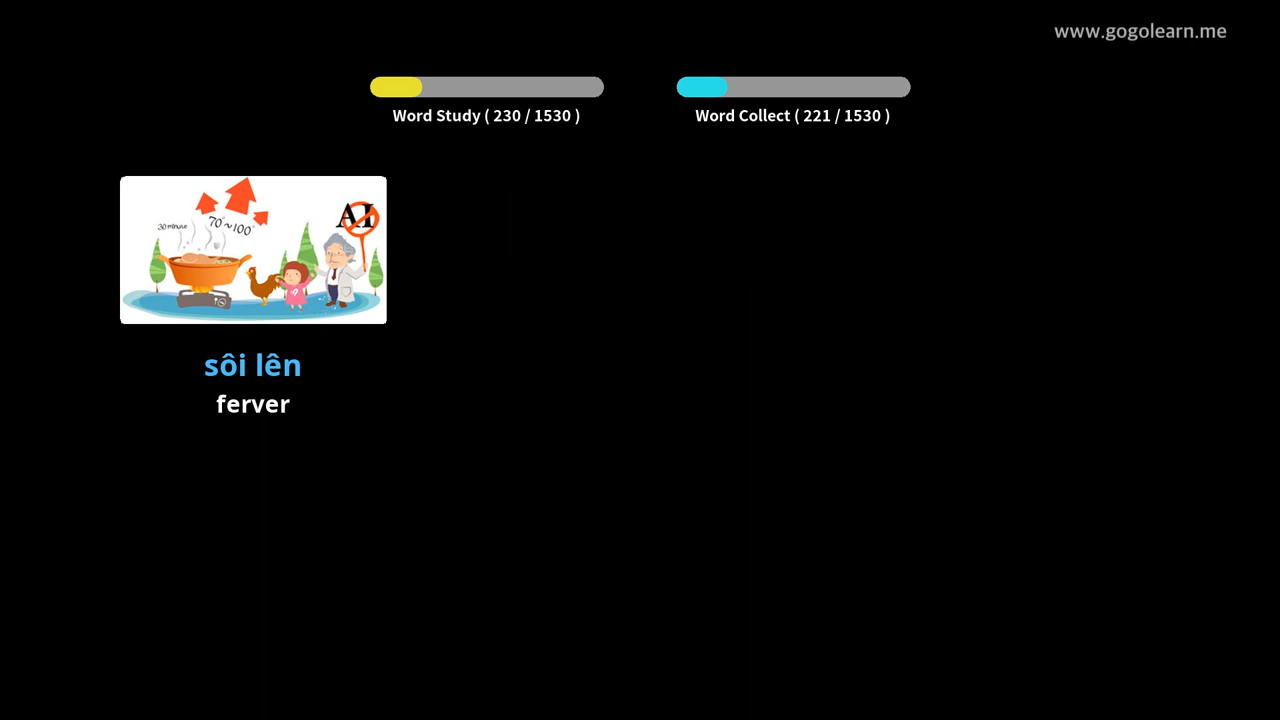 www.gogolearn.me
Word Study ( 230 / 1530 )
Word Collect ( 221 / 1530 )
30 minute
70°~100°
AI
sôi lên
ferver